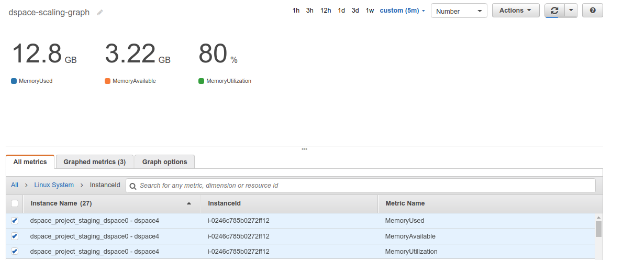 dspace-scaling-graph
1h 3h 12h 1d 3d 1w custom (5m) Number Actions
12.8 GB 3.22 GB 80 %
MemoryUsed MemoryAvailable MemoryUtilization
All metrics Graphed metrics (3) Graph options
All Linux System InstanceId Search for any metric, dimension or resource id
Instance Name (27) InstanceId Metric Name
dspace_project_staging_dspace0 - dspace4 i-0246c785b0272ff12 MemoryUsed
dspace_project_staging_dspace0 - dspace4 i-0246c785b0272ff12 MemoryAvailable
dspace_project_staging_dspace0 - dspace4 i-0246c785b0272ff12 MemoryUtilization